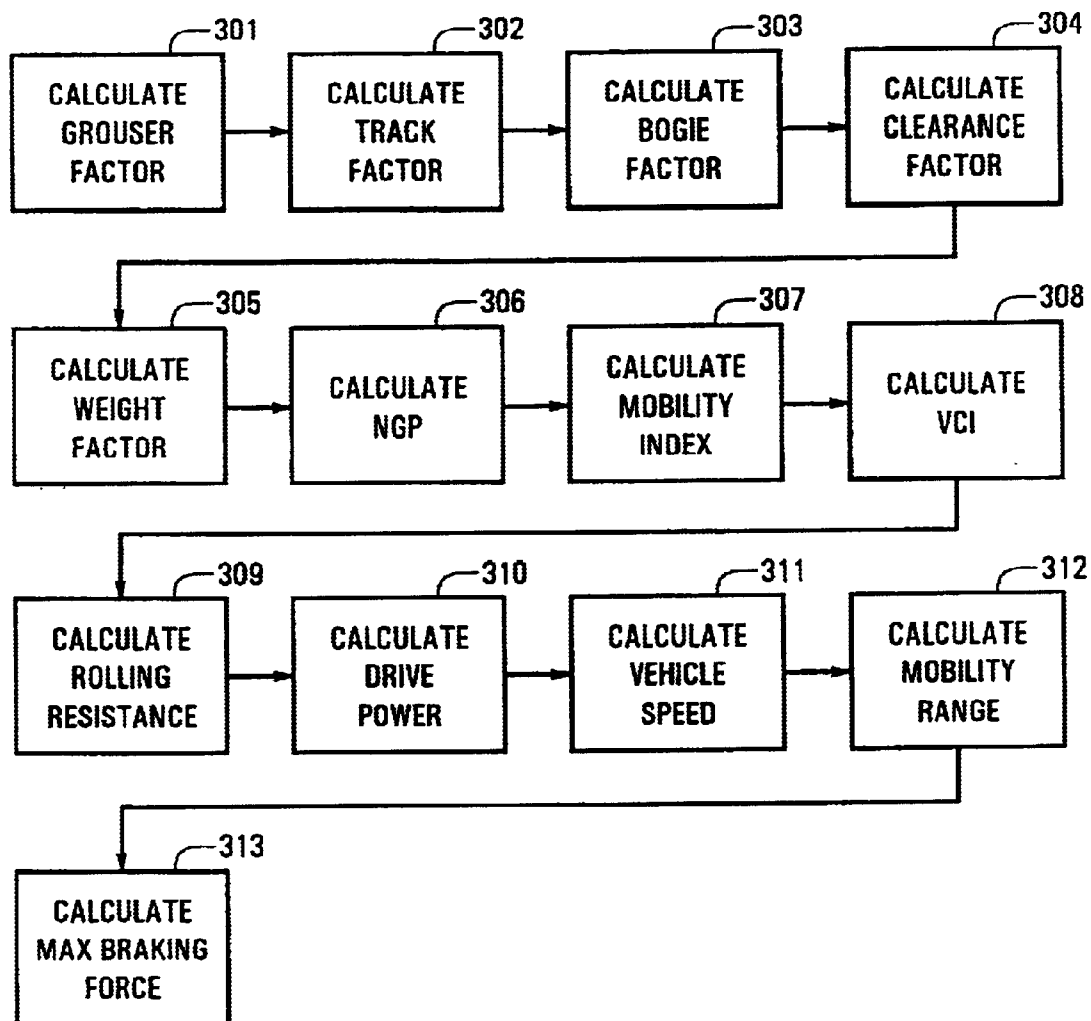 301
CALCULATE
GROUSER
FACTOR
302
CALCULATE
TRACK
FACTOR
303
CALCULATE
BOGIE
FACTOR
304
CALCULATE
CLEARANCE
FACTOR
305
CALCULATE
WEIGHT
FACTOR
306
CALCULATE
NGP
307
CALCULATE
MOBILITY
INDEX
308
CALCULATE
VCI
309
CALCULATE
ROLLING
RESISTANCE
310
CALCULATE
DRIVE
POWER
311
CALCULATE
VEHICLE
SPEED
312
CALCULATE
MOBILITY
RANGE
313
CALCULATE
MAX BRAKING
FORCE